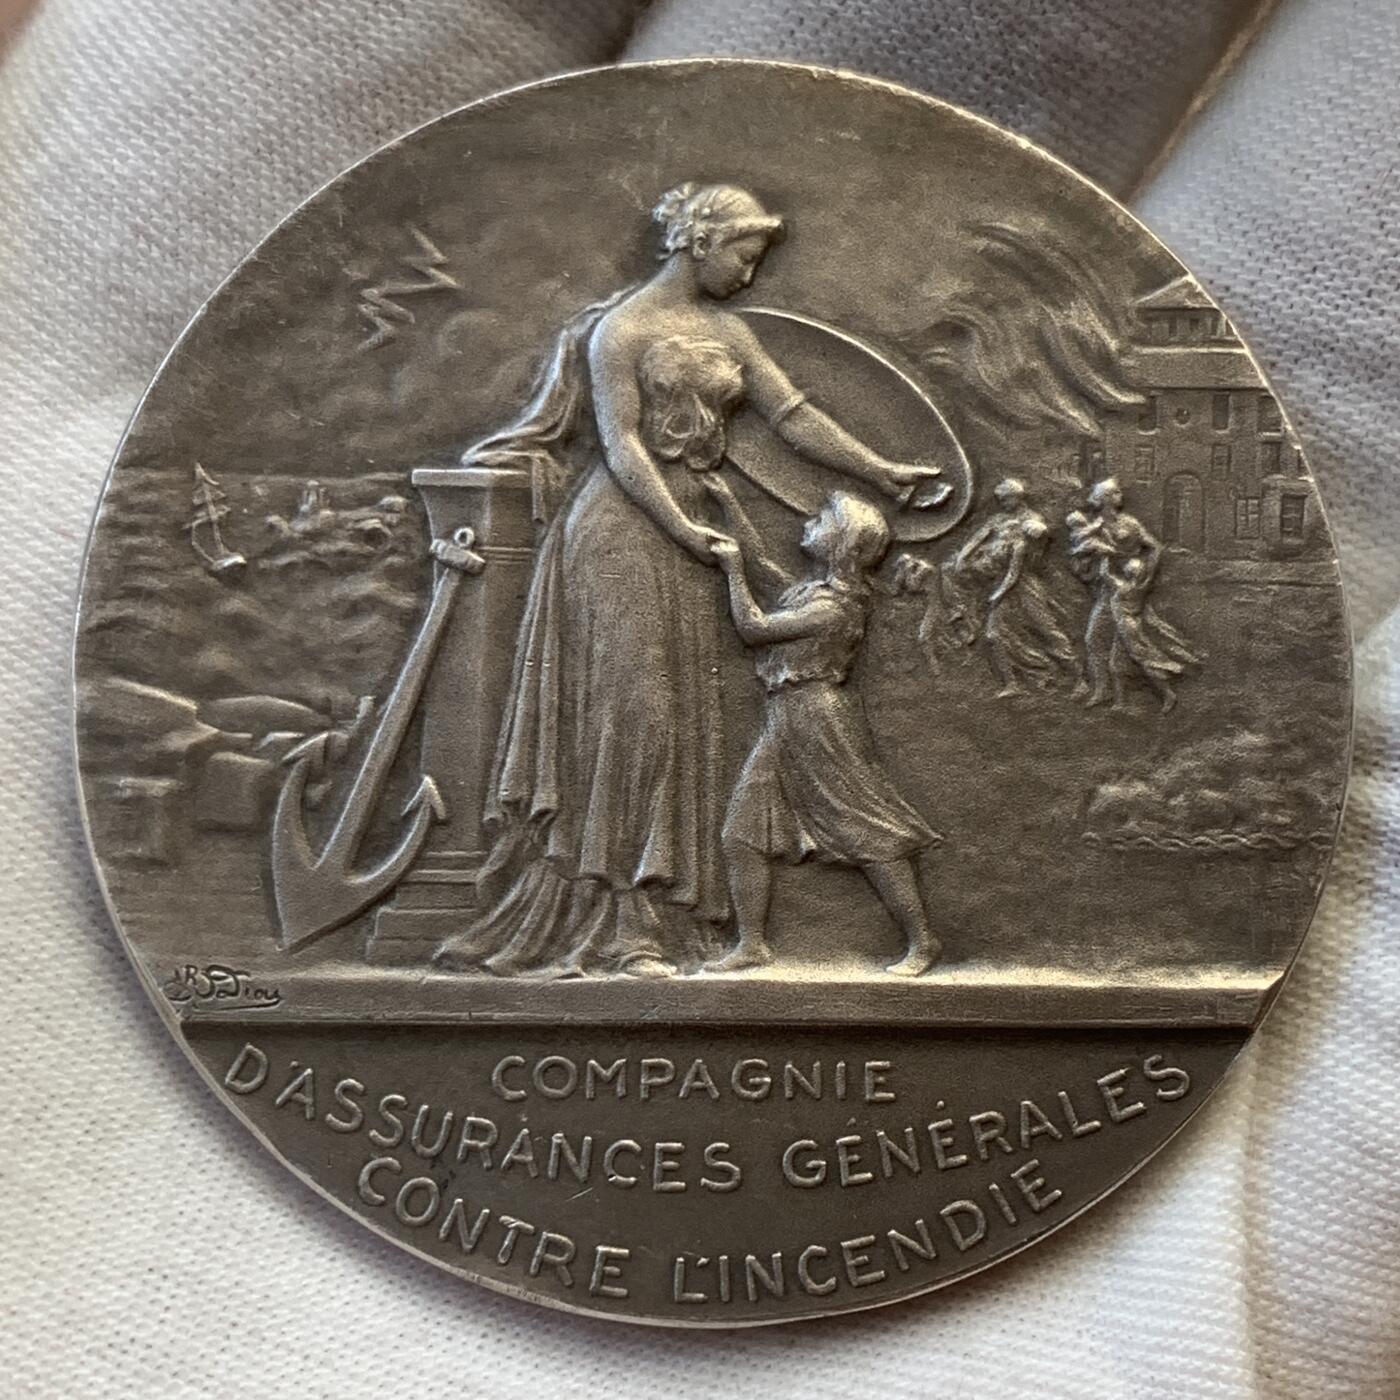 COMPAGNIE
D'ASSURANCES GÉNÉRALES
CONTRE L'INCENDIE